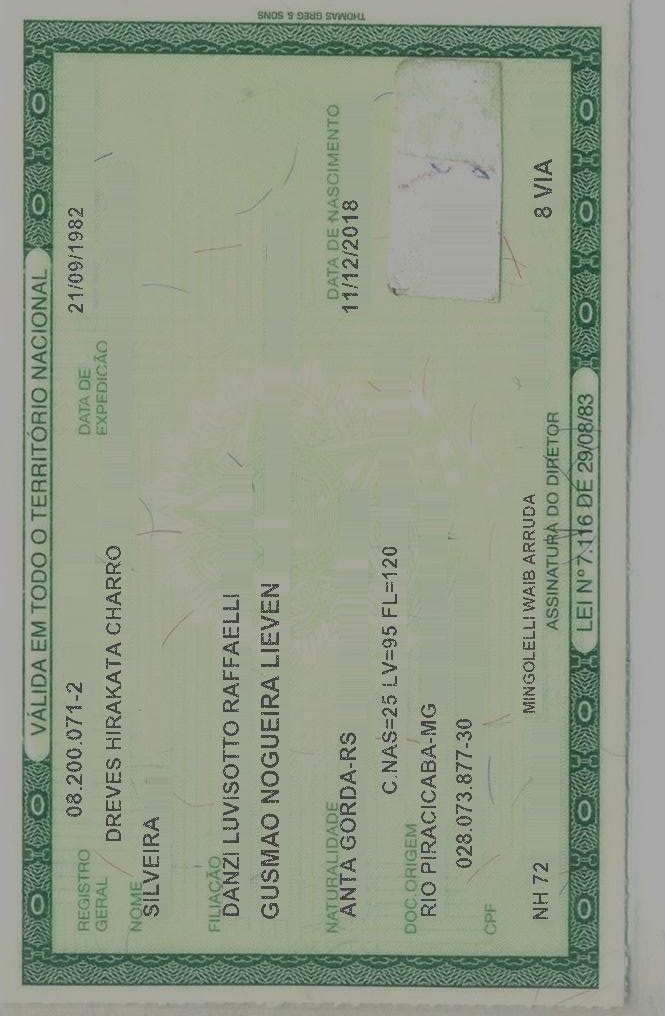 VÁLIDA EM TODO O TERRITÓRIO NACIONAL
REGISTRO GERAL 08.200.071-2 DATA DE EXPEDIÇÃO 21/09/1982
NOME DREVES HIRAKATA CHARRO
SILVEIRA
FILIAÇÃO
DANZI LUVISOTTO RAFFAELLI
GUSMAO NOGUEIRA LIEVEN
NATURALIDADE DATA DE NASCIMENTO
ANTA GORDA-RS 11/12/2018
C.NAS=25 LV=95 FL=120
DOC.ORIGEM
RIO PIRACICABA-MG
028.073.877-30
CPF
MINGOLELLI WAIB ARRUDA
NH 72 8 VIA
ASSINATURA DO DIRETOR
LEI Nº 7.116 DE 29/08/83
THOMAS GREG & SONS